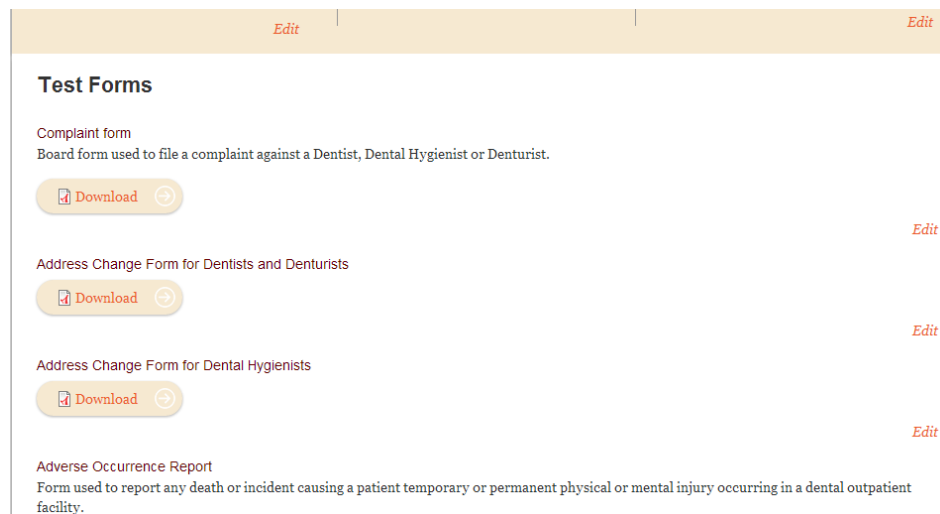 Edit
Edit
Test Forms
Complaint form
Board form used to file a complaint against a Dentist, Dental Hygienist or Denturist.
Download
Edit
Address Change Form for Dentists and Denturists
Download
Edit
Address Change Form for Dental Hygienists
Download
Edit
Adverse Occurrence Report
Form used to report any death or incident causing a patient temporary or permanent physical or mental injury occurring in a dental outpatient
facility.